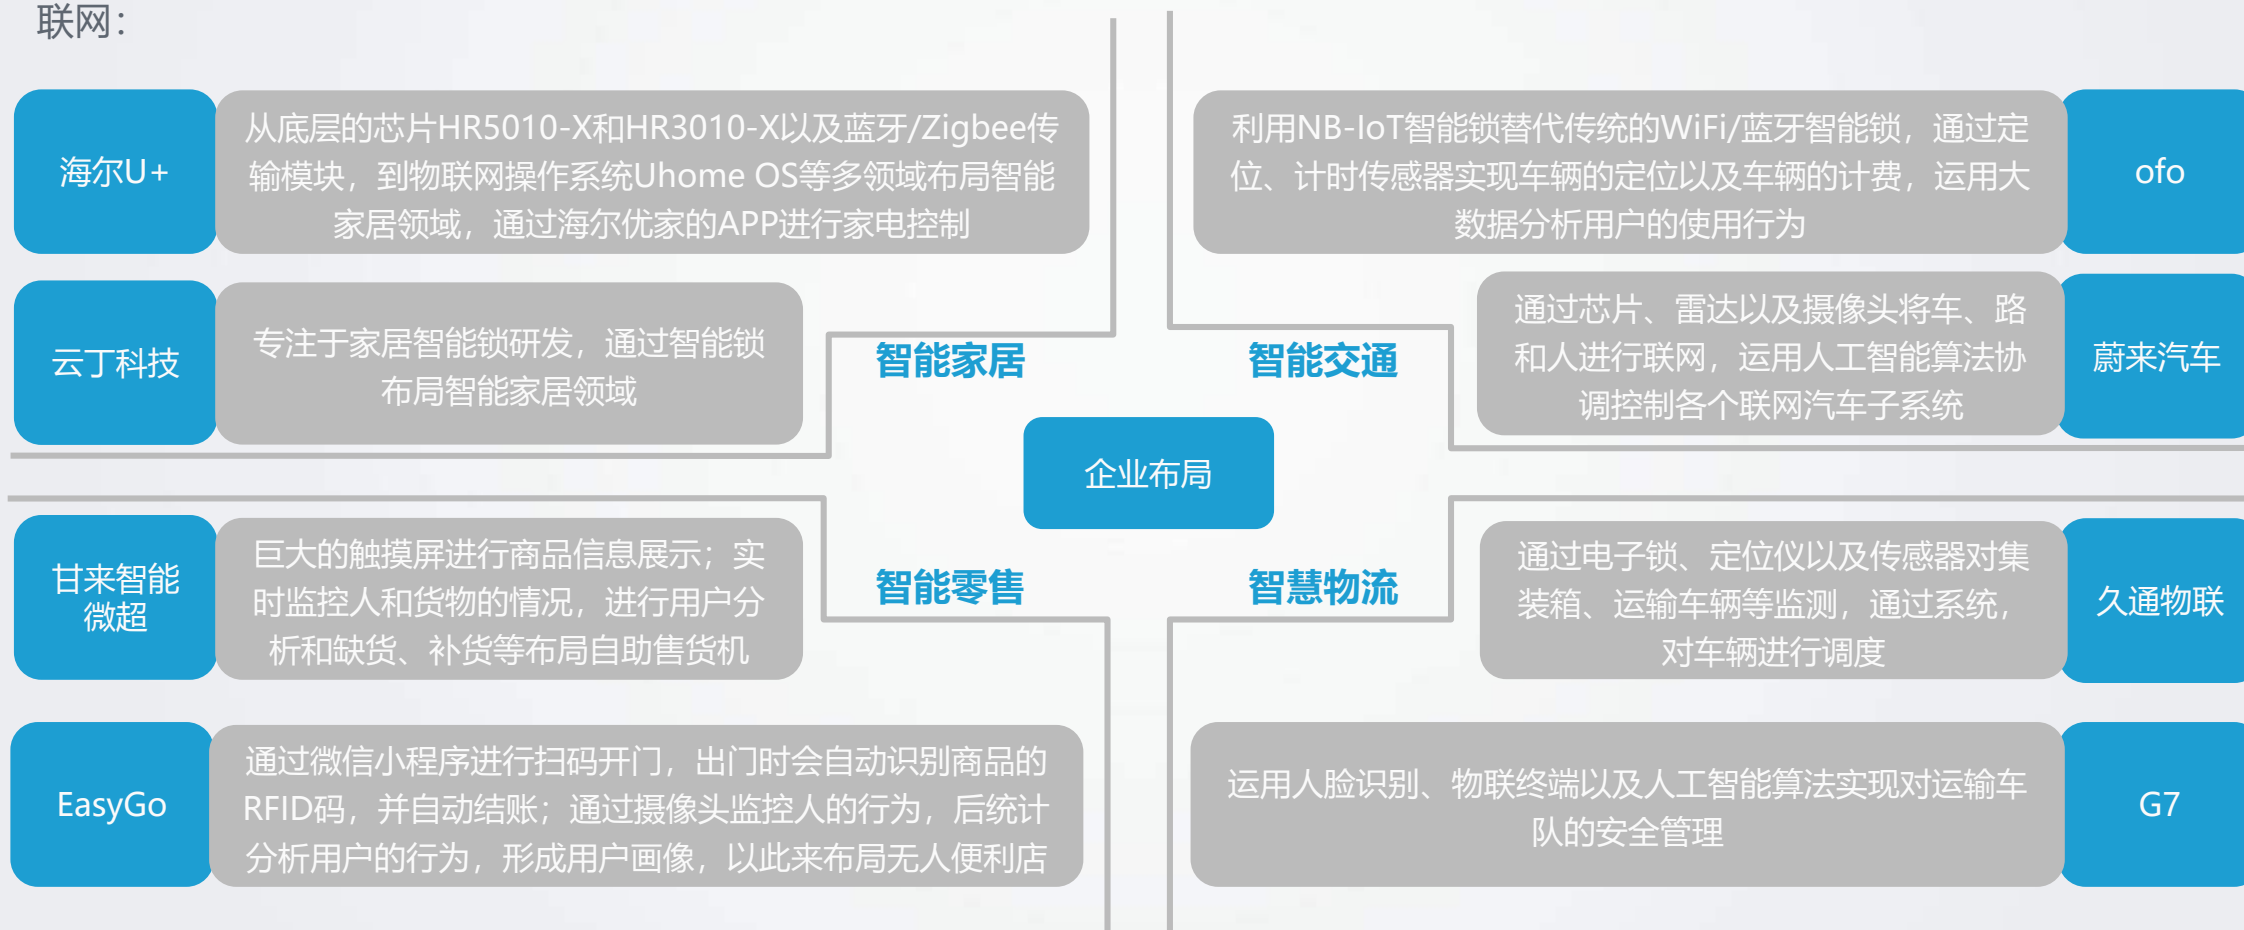 联网：
海尔U+
从底层的芯片HR5010-X和HR3010-X以及蓝牙/Zigbee传
输模块，到物联网操作系统Uhome OS等多领域布局智能
家居领域，通过海尔优家的APP进行家电控制
云丁科技
专注于家居智能锁研发，通过智能锁
布局智能家居领域
智能家居
利用NB-IoT智能锁替代传统的WiFi/蓝牙智能锁，通过定
位、计时传感器实现车辆的定位以及车辆的计费，运用大
数据分析用户的使用行为
ofo
通过芯片、雷达以及摄像头将车、路
和人进行联网，运用人工智能算法协
调控制各个联网汽车子系统
蔚来汽车
智能交通
企业布局
甘来智能
微超
巨大的触摸屏进行商品信息展示；实
时监控人和货物的情况，进行用户分
析和缺货、补货等布局自助售货机
智能零售
EasyGo
通过微信小程序进行扫码开门，出门时会自动识别商品的
RFID码，并自动结账；通过摄像头监控人的行为，后统计
分析用户的行为，形成用户画像，以此来布局无人便利店
智慧物流
通过电子锁、定位仪以及传感器对集
装箱、运输车辆等监测，通过系统，
对车辆进行调度
久通物联
运用人脸识别、物联终端以及人工智能算法实现对运输车
队的安全管理
G7